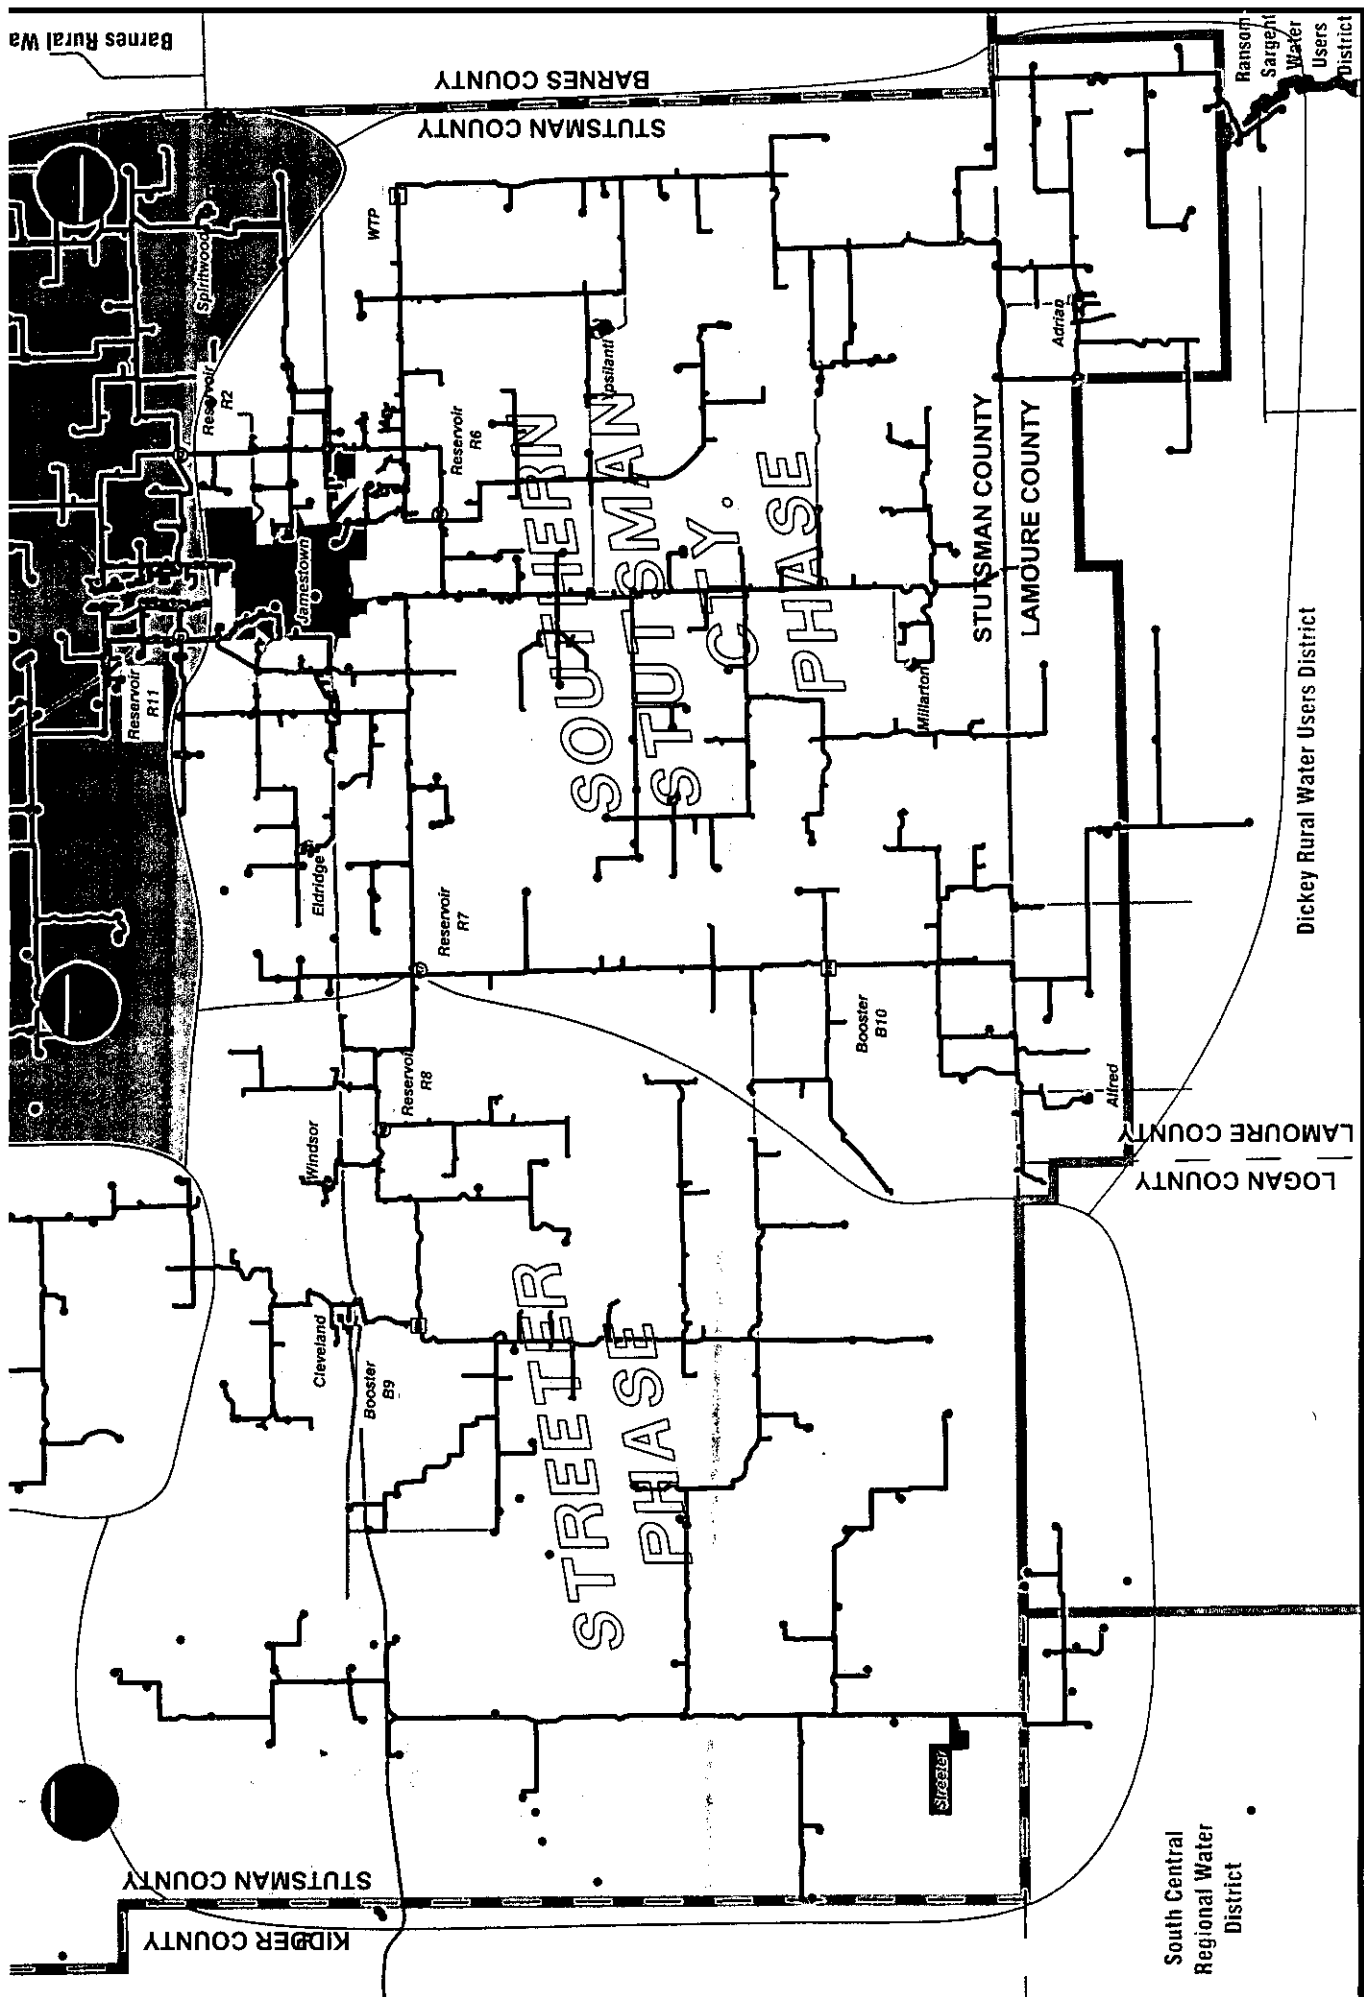 Barnes Rural Wa
BARNES COUNTY
STUTSMAN COUNTY
Ransom
Sargent
Water
Users
District
Spiritwood
WTP
Reservoir
R2
Reservoir
R6
Ypsilanti
Adrian
Jamestown
SOUTHERN
STUTSMAN
CTY.
PHASE
STUTSMAN COUNTY
LAMOURE COUNTY
Reservoir
R11
Millarton
Eldridge
Reservoir
R7
Dickey Rural Water Users District
Booster
B10
Reservoir
R8
Windsor
Alfred
LAMOURE COUNTY
LOGAN COUNTY
Cleveland
Booster
B9
STREETER
PHASE
Streeter
STUTSMAN COUNTY
KIDDER COUNTY
South Central
Regional Water
District